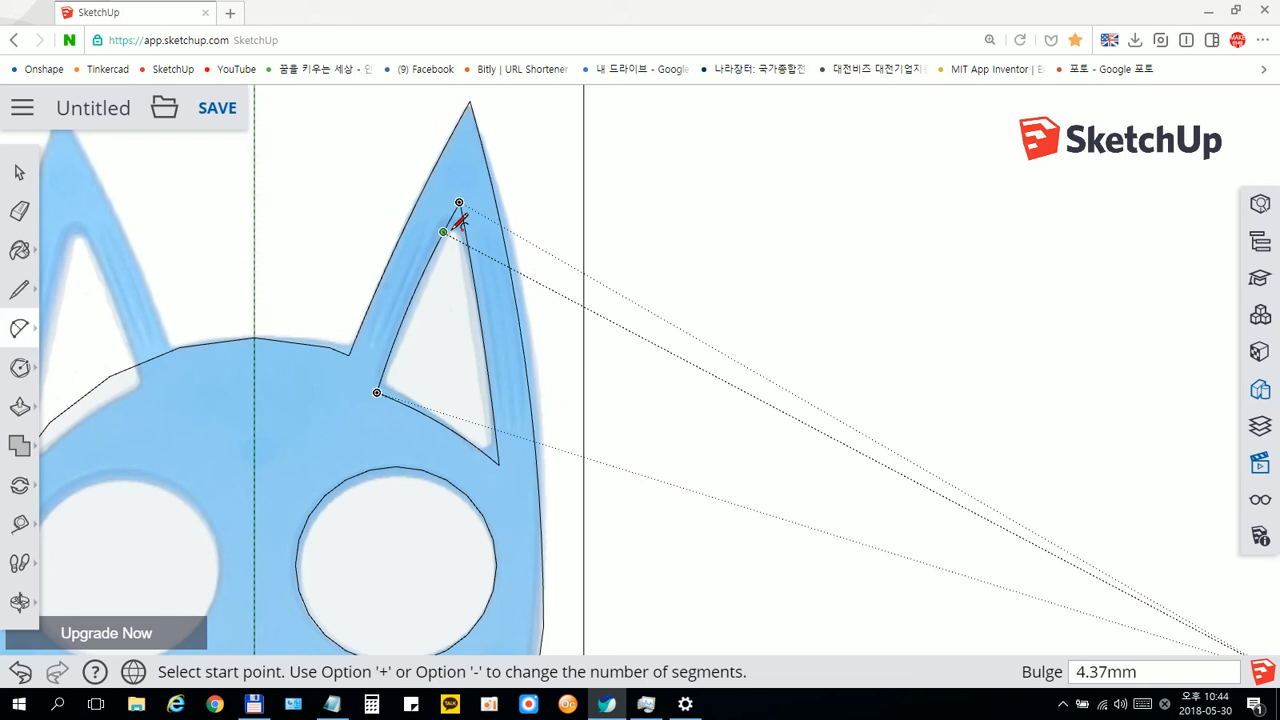 SketchUp
https://app.sketchup.com SketchUp
Onshape Tinkercad SketchUp YouTube 꿈을 키우는 세상 - 인 (9) Facebook Bitly | URL Shortener 내 드라이브 - Google 나라장터: 국가종합전 대전비즈 대전기업지 MIT App Inventor | E 포토 - Google 포토
Untitled SAVE
SketchUp
Upgrade Now
Select start point. Use Option '+' or Option '-' to change the number of segments.
Bulge 4.37mm
오후 10:44
2018-05-30